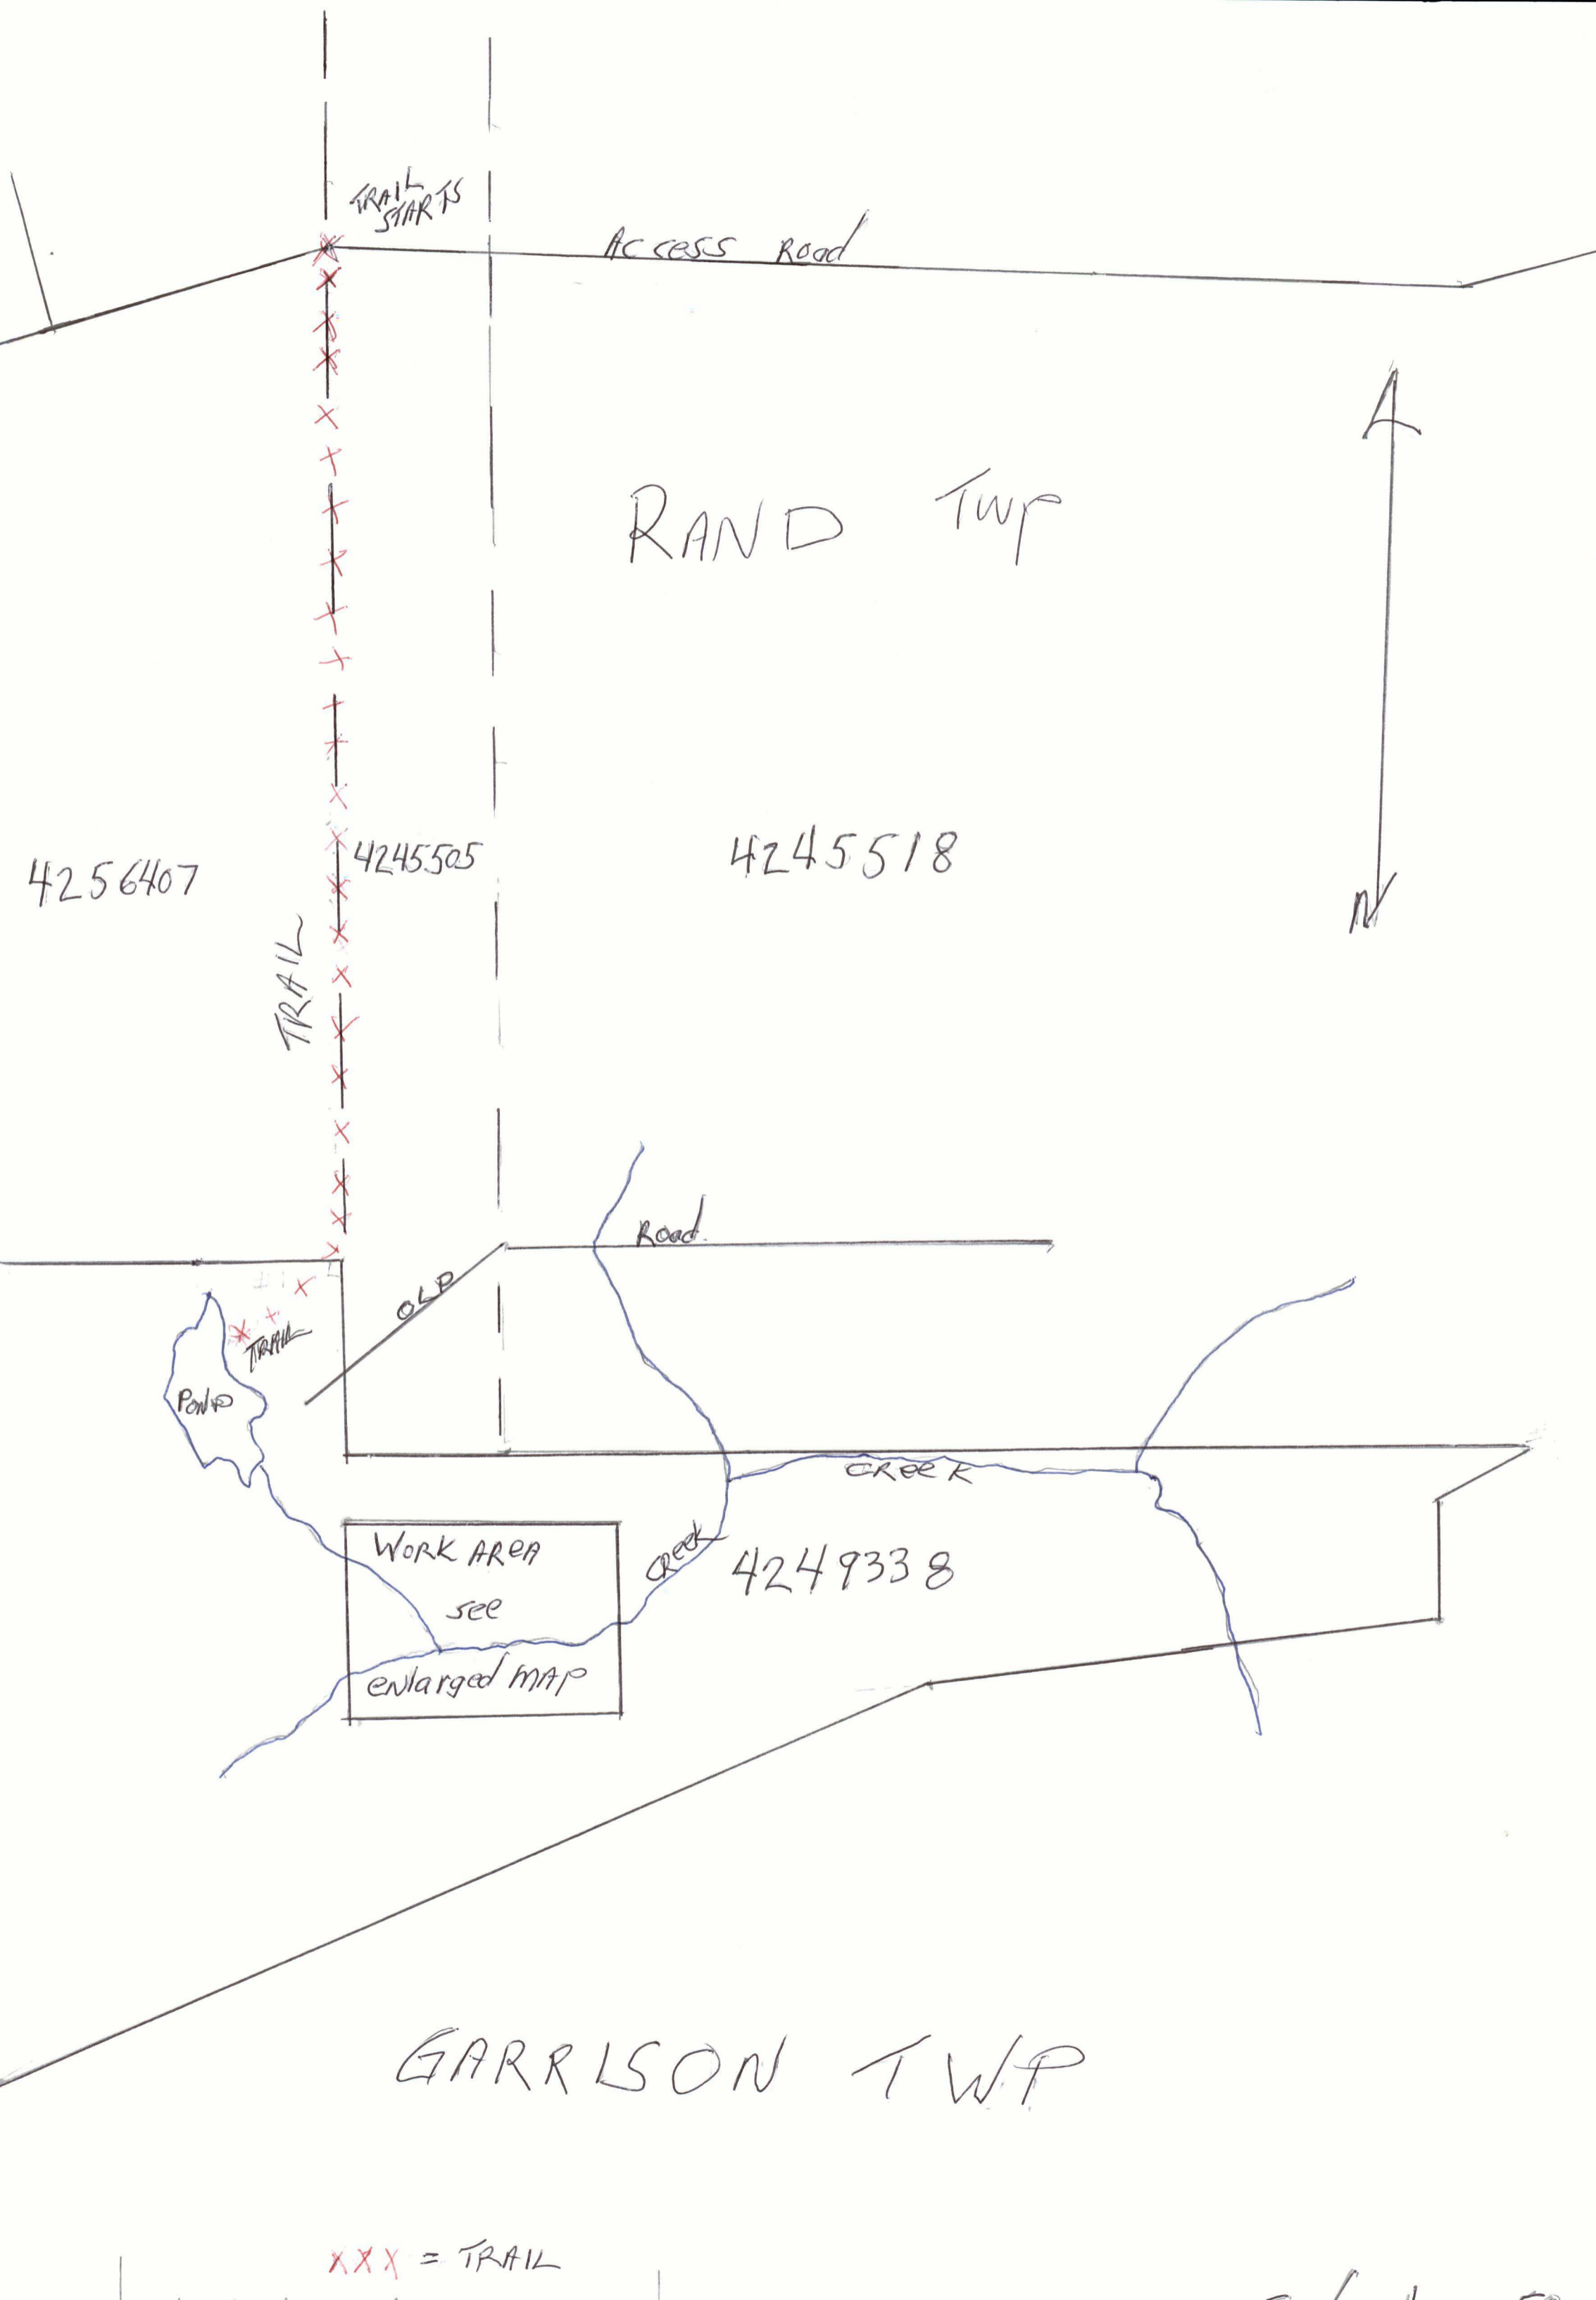 TRAIL
STARTS
Access Road
RAND Twp
4256407
4245505
4245518
N
TRAIL
Road
OLD
TRAIL
POND
CREEK
WORK AREA
see
enlarged MAP
CREEK
4249338
GARRISON TWP
XXX = TRAIL